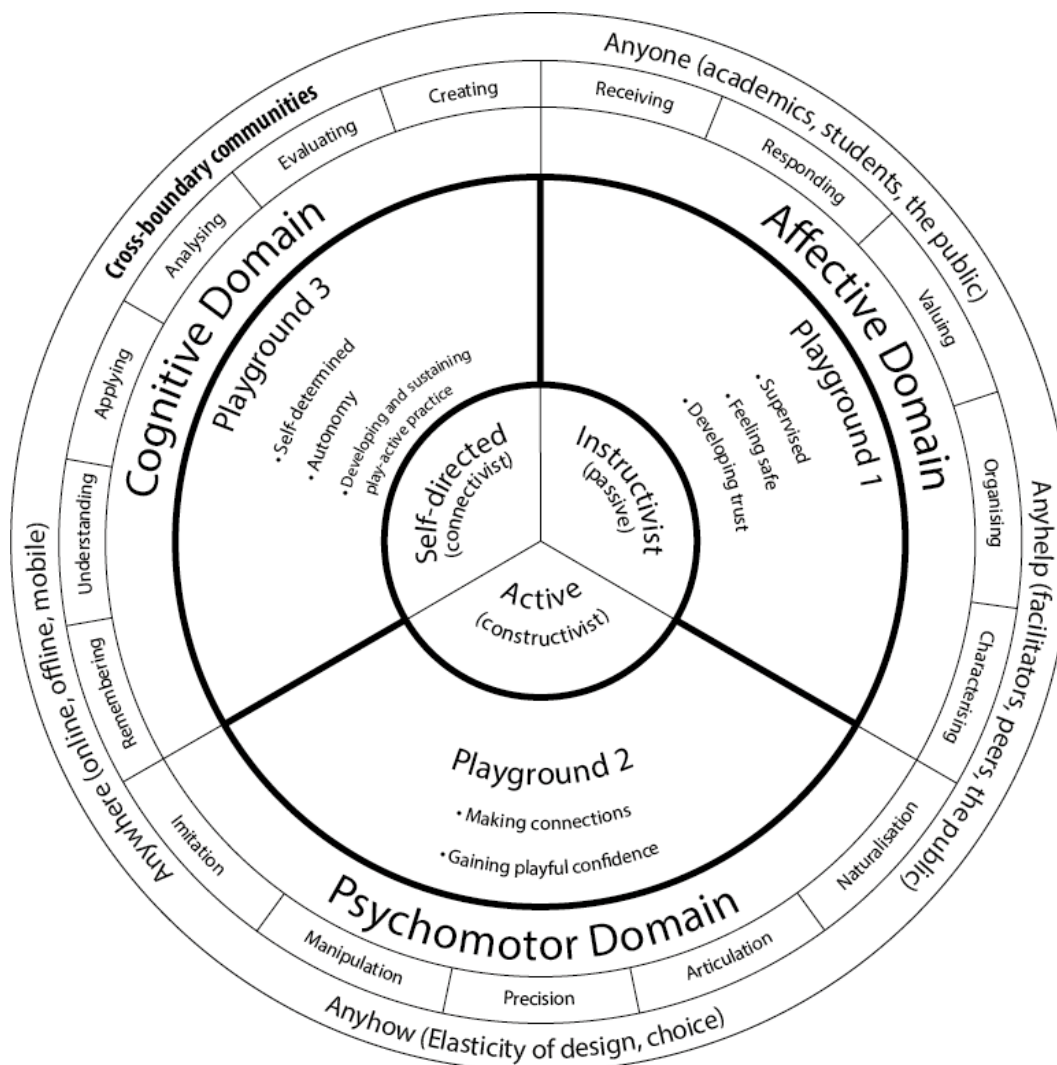 Anyone (academics, students, the public)
Anyhelp (facilitators, peers, the public)
Anyhow (Elasticity of design, choice)
Anywhere (online, offline, mobile)
Cross-boundary communities
Receiving
Responding
Valuing
Organising
Characterising
Naturalisation
Articulation
Precision
Manipulation
Imitation
Remembering
Understanding
Applying
Analysing
Evaluating
Creating
Affective Domain
Playground 1
• Supervised
• Feeling safe
• Developing trust
Instructivist
(passive)
Psychomotor Domain
Playground 2
• Making connections
• Gaining playful confidence
Active
(constructivist)
Cognitive Domain
Playground 3
• Self-determined
• Autonomy
• Developing and sustaining
play-active practice
Self-directed
(connectivist)